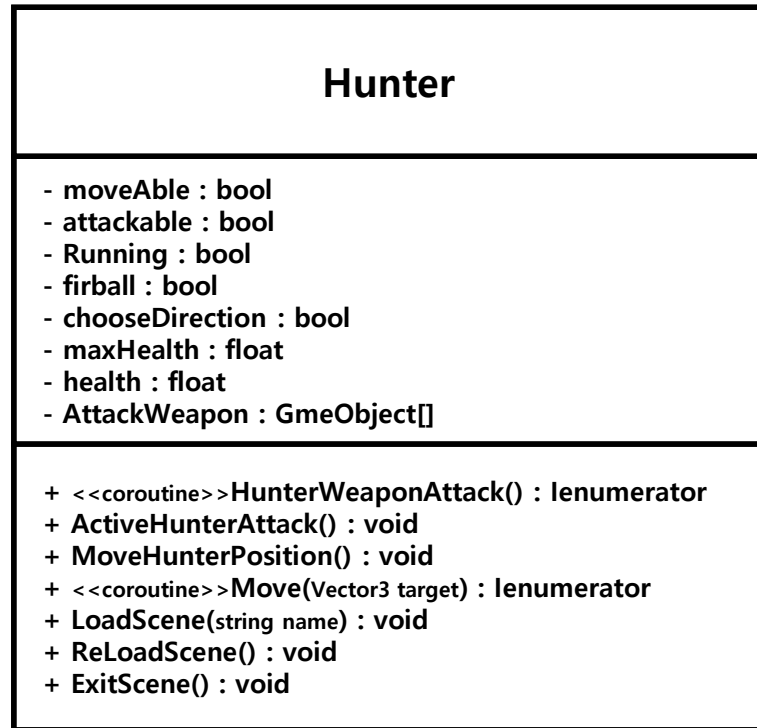 Hunter
- moveAble : bool
- attackable : bool
- Running : bool
- firball : bool
- chooseDirection : bool
- maxHealth : float
- health : float
- AttackWeapon : GmeObject[]
+ <<coroutine>>HunterWeaponAttack() : Ienumerator
+ ActiveHunterAttack() : void
+ MoveHunterPosition() : void
+ <<coroutine>>Move(Vector3 target) : Ienumerator
+ LoadScene(string name) : void
+ ReLoadScene() : void
+ ExitScene() : void